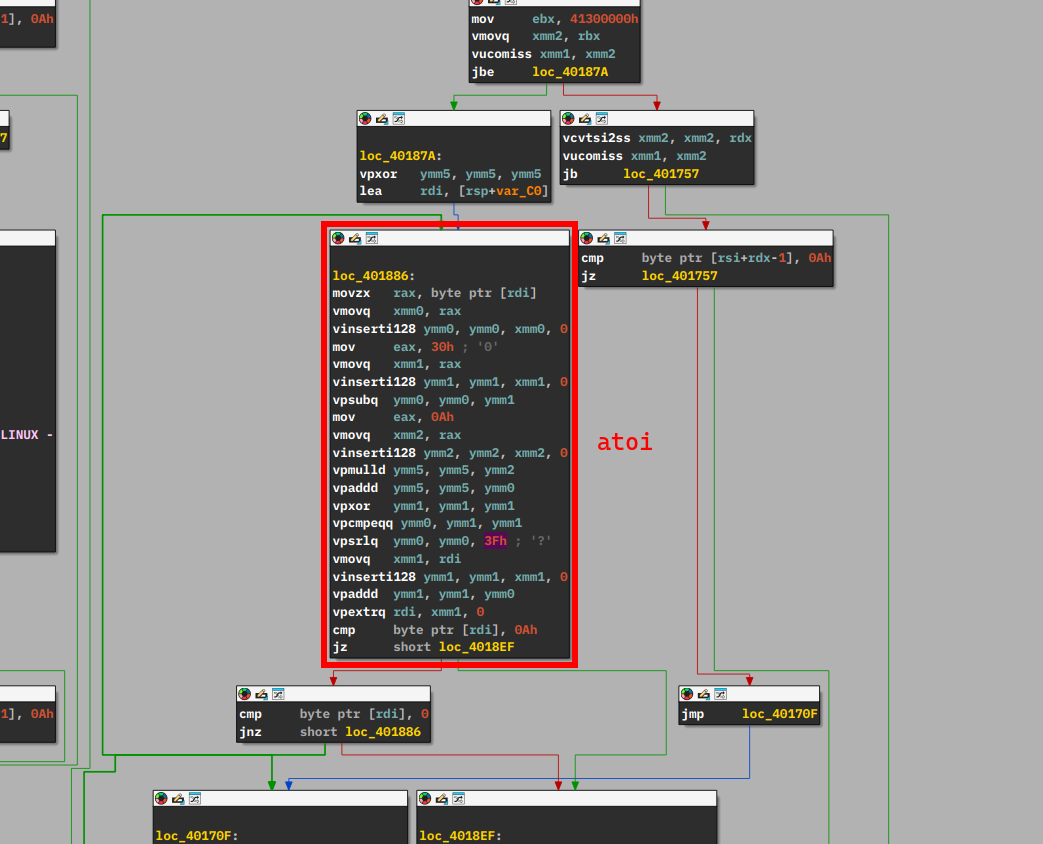 1], 0Ah
mov ebx, 41300000h
vmovq xmm2, rbx
vucomiss xmm1, xmm2
jbe loc_40187A
7
loc_40187A:
vpxor ymm5, ymm5, ymm5
lea rdi, [rsp+var_C0]
vcvtsi2ss xmm2, xmm2, rdx
vucomiss xmm1, xmm2
jb loc_401757
cmp byte ptr [rsi+rdx-1], 0Ah
jz loc_401757
loc_401886:
movzx rax, byte ptr [rdi]
vmovq xmm0, rax
vinserti128 ymm0, ymm0, xmm0, 0
mov eax, 30h ; '0'
vmovq xmm1, rax
vinserti128 ymm1, ymm1, xmm1, 0
vpsubq ymm0, ymm0, ymm1
mov eax, 0Ah
vmovq xmm2, rax
vinserti128 ymm2, ymm2, xmm2, 0
vpmulld ymm5, ymm5, ymm2
vpaddd ymm5, ymm5, ymm0
vpxor ymm1, ymm1, ymm1
vpcmpeqq ymm0, ymm1, ymm1
vpsrlq ymm0, ymm0, 3Fh ; '?'
vmovq xmm1, rdi
vinserti128 ymm1, ymm1, xmm1, 0
vpaddd ymm1, ymm1, ymm0
vpextrq rdi, xmm1, 0
cmp byte ptr [rdi], 0Ah
jz short loc_4018EF
atoi
LINUX -
1], 0Ah
cmp byte ptr [rdi], 0
jnz short loc_401886
jmp loc_40170F
loc_40170F:
loc_4018EF: